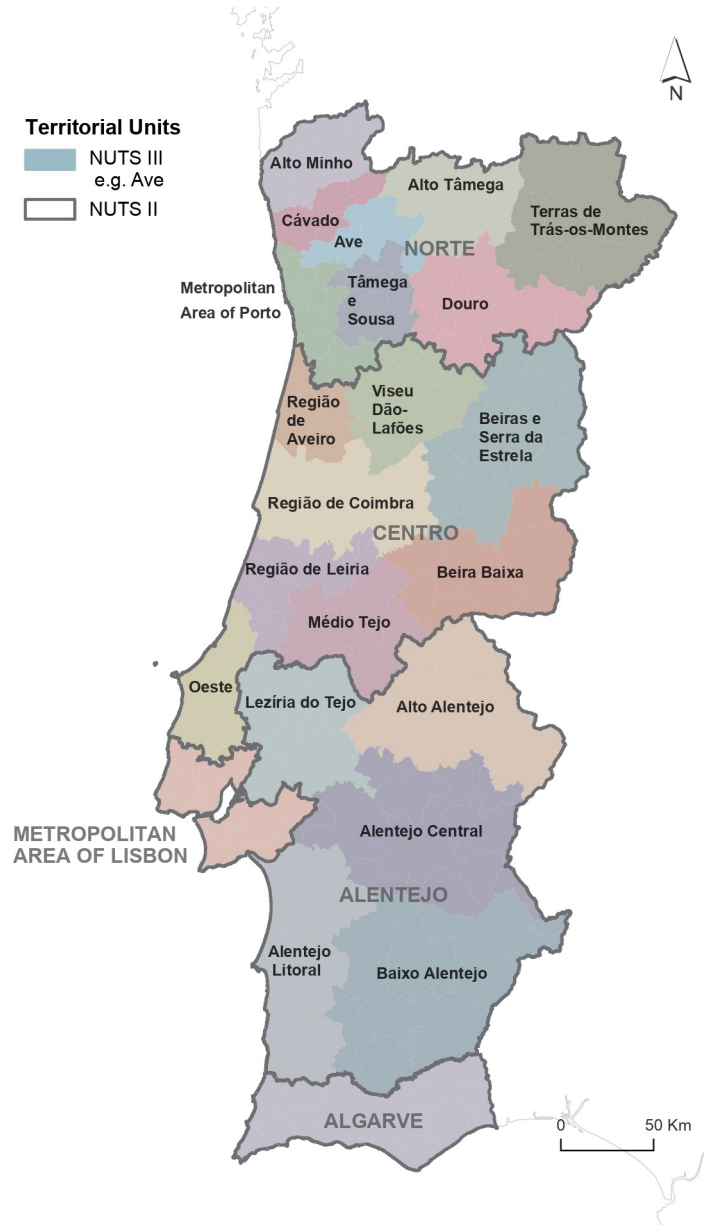 N
Territorial Units
NUTS III
e.g. Ave
NUTS II
Alto Minho
Alto Tâmega
Terras de
Trás-os-Montes
Cávado
Ave
NORTE
Metropolitan
Area of Porto
Tâmega
e
Sousa
Douro
Região
de
Aveiro
Viseu
Dão-
Lafões
Beiras e
Serra da
Estrela
Região de Coimbra
CENTRO
Região de Leiria
Beira Baixa
Médio Tejo
Oeste
Lezíria do Tejo
Alto Alentejo
METROPOLITAN
AREA OF LISBON
Alentejo Central
ALENTEJO
Alentejo
Litoral
Baixo Alentejo
ALGARVE
0 50 Km